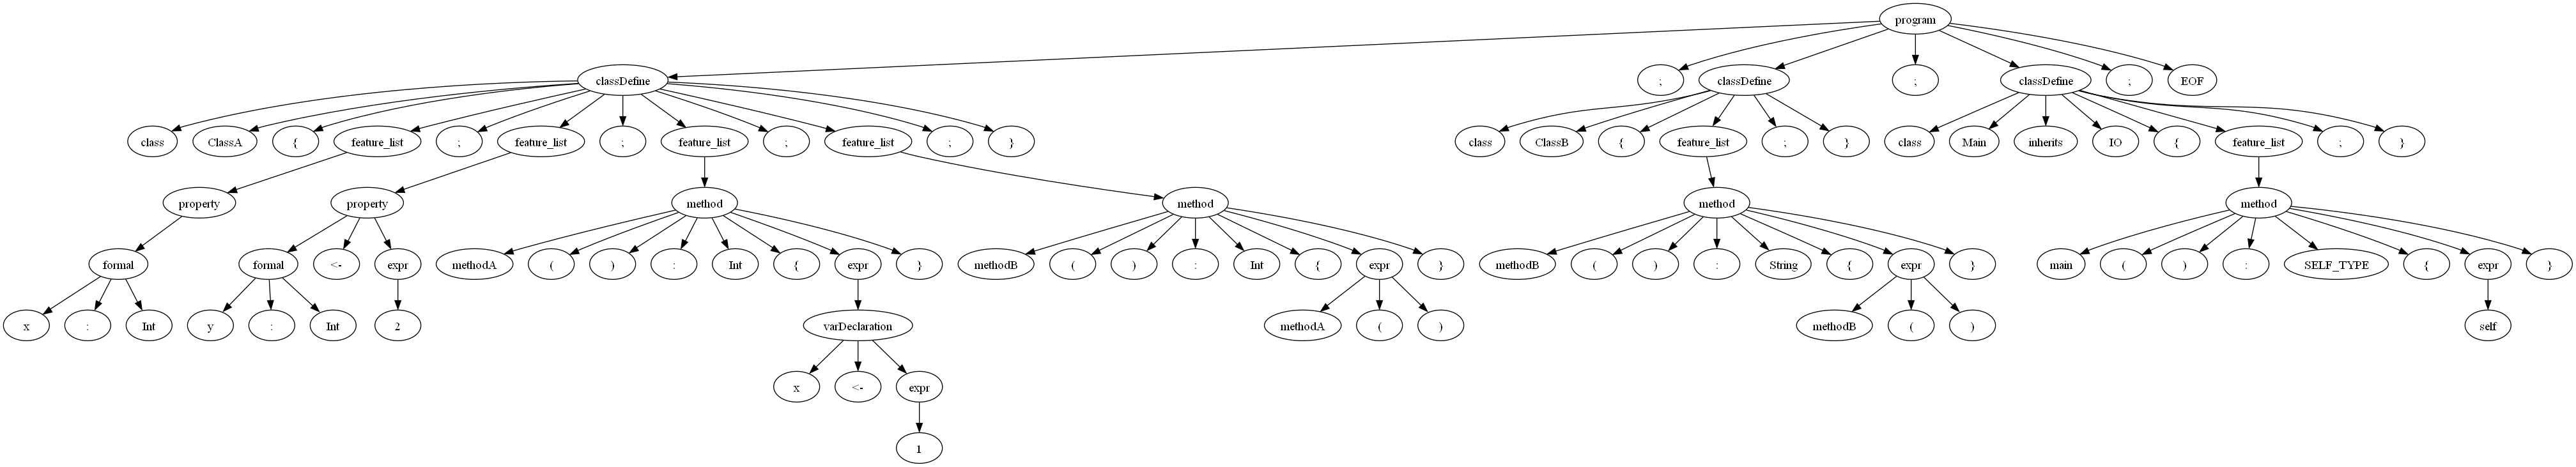 program
classDefine ; classDefine ; classDefine ; EOF
class ClassA { feature_list ; feature_list ; feature_list ; feature_list ; } class ClassB { feature_list ; } class Main inherits IO { feature_list ; }
property property method method method method
formal formal <- expr methodA ( ) : Int { expr } methodB ( ) : Int { expr } methodB ( ) : String { expr } main ( ) : SELF_TYPE { expr }
x : Int y : Int 2 varDeclaration methodA ( ) methodB ( ) self
x <- expr
1